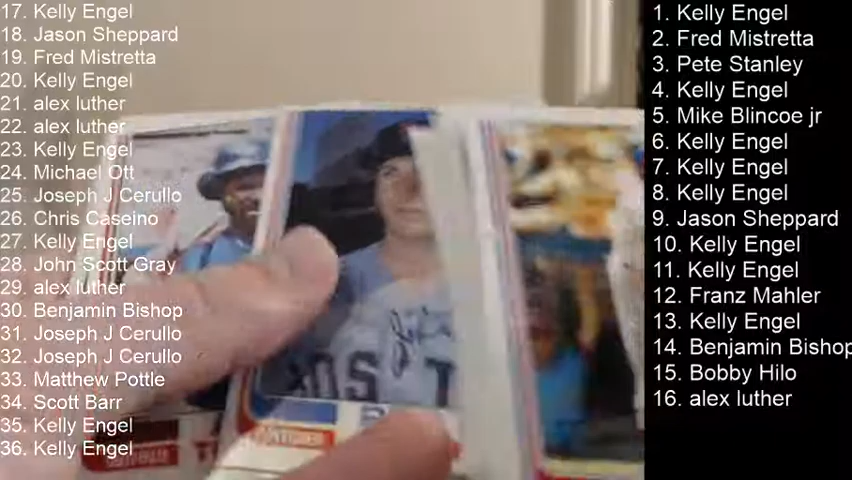 17. Kelly Engel
18. Jason Sheppard
19. Fred Mistretta
20. Kelly Engel
21. alex luther
22. alex luther
23. Kelly Engel
24. Michael Ott
25. Joseph J Cerullo
26. Chris Caseino
27. Kelly Engel
28. John Scott Gray
29. alex luther
30. Benjamin Bishop
31. Joseph J Cerullo
32. Joseph J Cerullo
33. Matthew Pottle
34. Scott Barr
35. Kelly Engel
36. Kelly Engel
1. Kelly Engel
2. Fred Mistretta
3. Pete Stanley
4. Kelly Engel
5. Mike Blincoe jr
6. Kelly Engel
7. Kelly Engel
8. Kelly Engel
9. Jason Sheppard
10. Kelly Engel
11. Kelly Engel
12. Franz Mahler
13. Kelly Engel
14. Benjamin Bishop
15. Bobby Hilo
16. alex luther